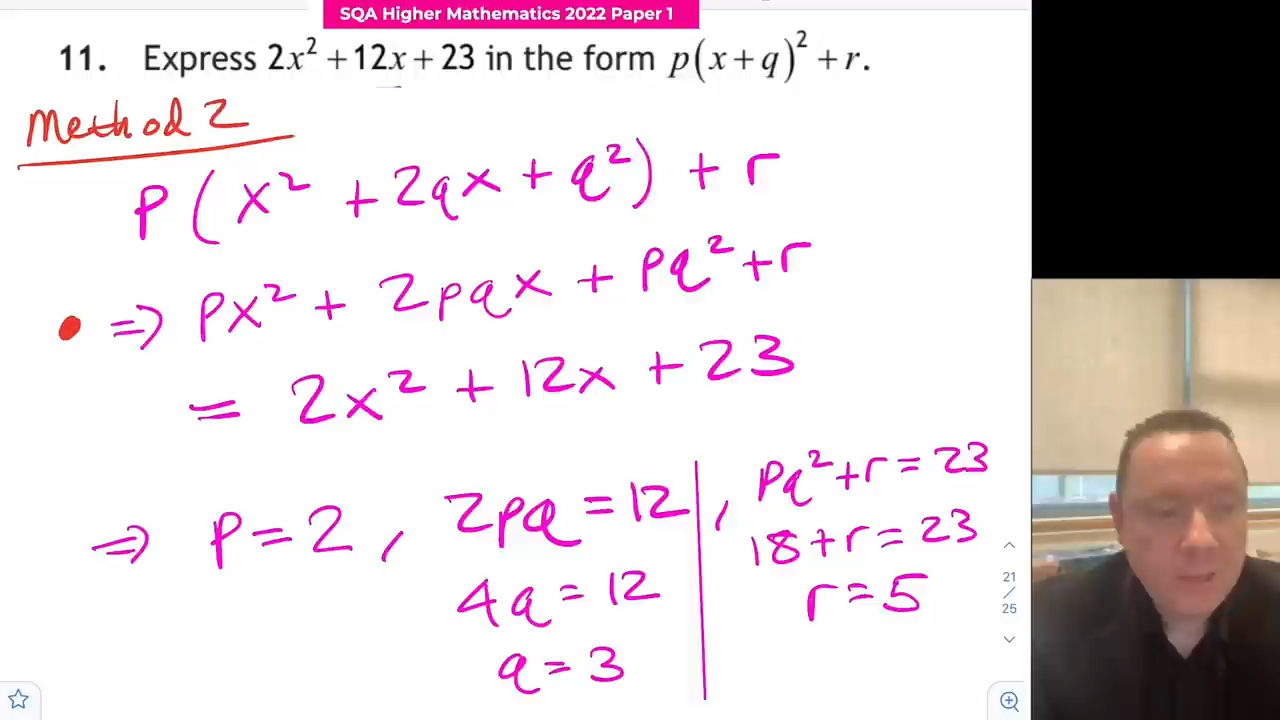 SQA Higher Mathematics 2022 Paper 1
11. Express 2x² + 12x + 23 in the form p(x + q)² + r.
Method 2
P(x² + 2qx + q²) + r
⇒ Px² + 2pqx + pq² + r
= 2x² + 12x + 23
⇒ P = 2, 2pq = 12, pq² + r = 23
4q = 12
q = 3
18 + r = 23
r = 5
21
/
25